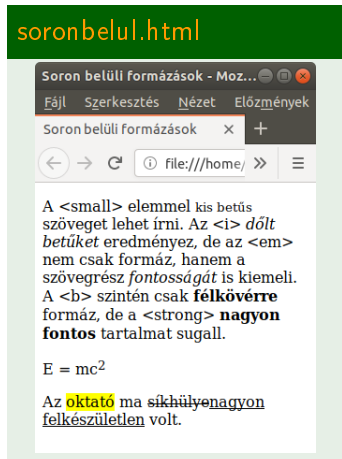 soronbelul.html
Soron belüli formázások - Moz...
Fájl Szerkesztés Nézet Előzmények
Soron belüli formázások × +
file:///home/
A <small> elemmel kis betűs
szöveget lehet írni. Az <i> dőlt
betűket eredményez, de az <em>
nem csak formáz, hanem a
szövegrész fontosságát is kiemeli.
A <b> szintén csak félkövérre
formáz, de a <strong> nagyon
fontos tartalmat sugall.
E = mc²
Az oktató ma síkhülyenagyon
felkészületlen volt.